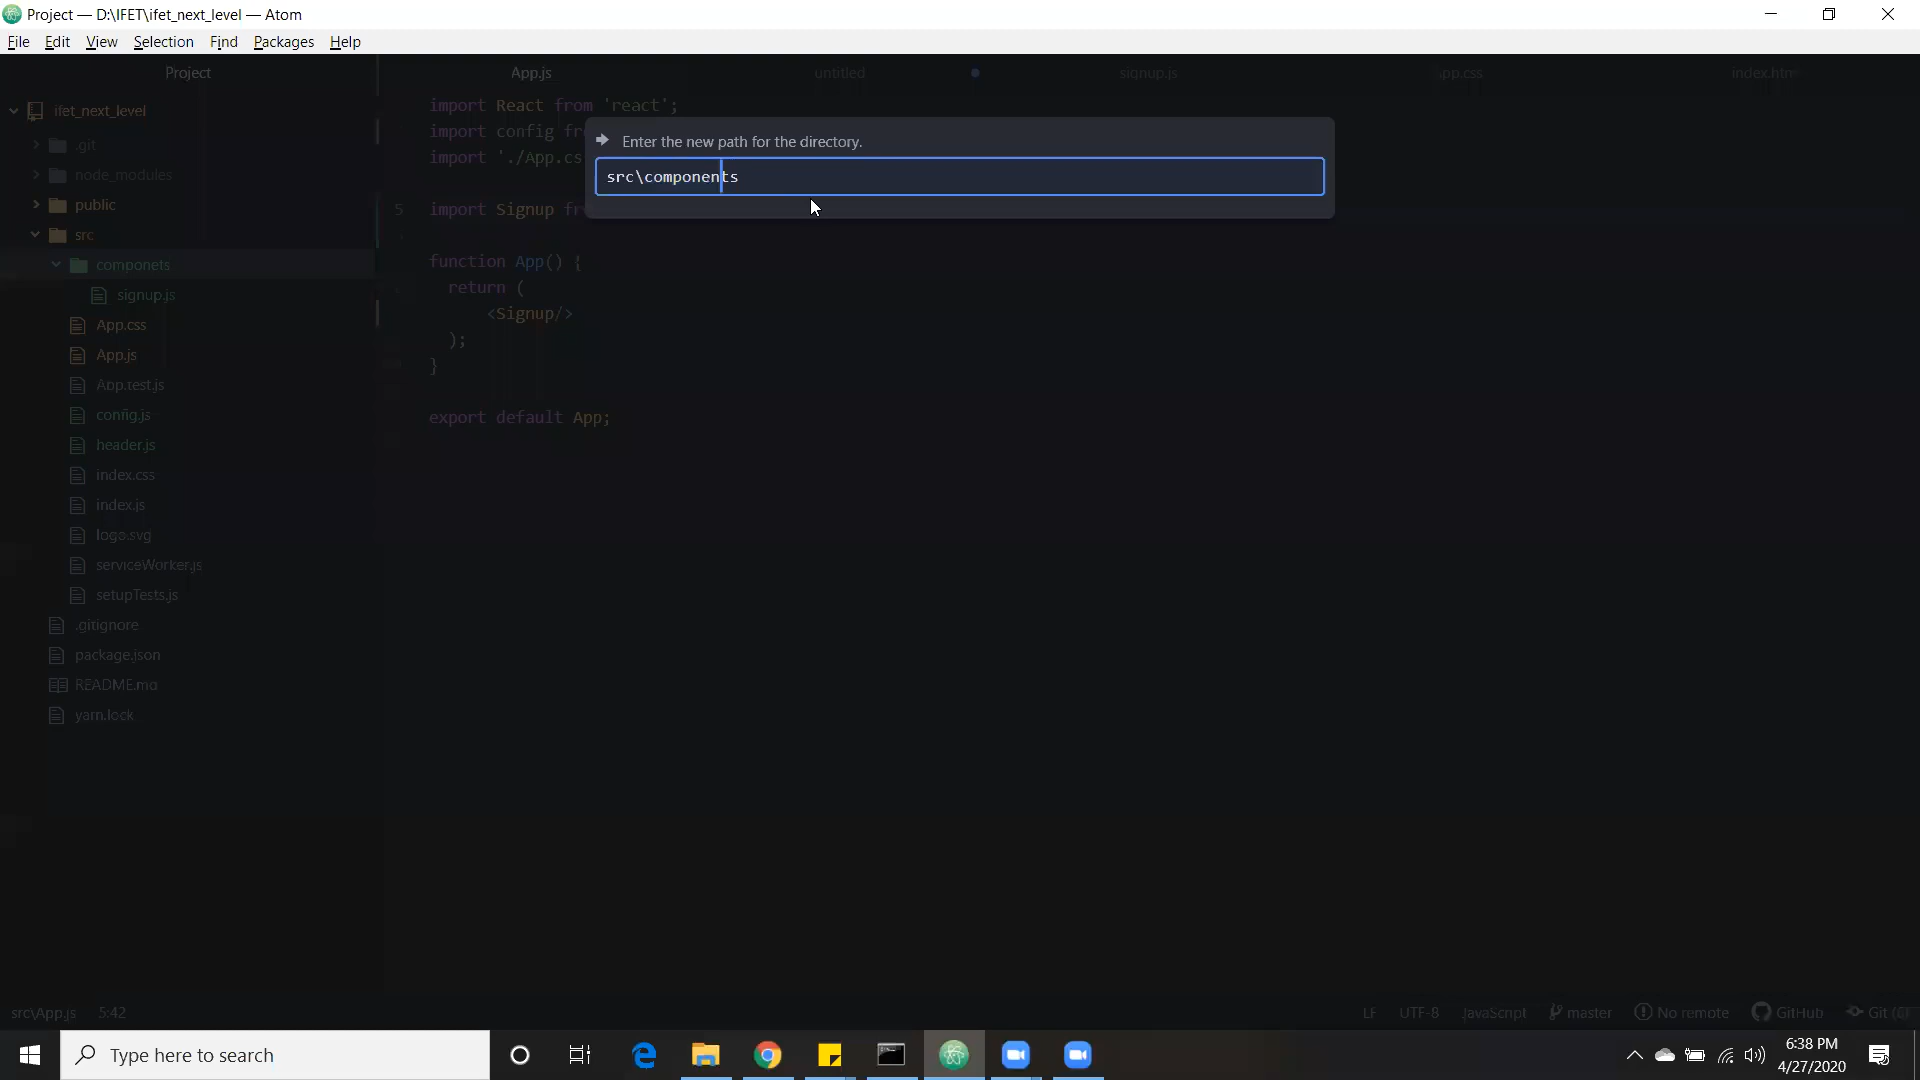 Project — D:\IFET\ifet_next_level — Atom
File Edit View Selection Find Packages Help
Project
App.js
untitled
signup.js
index.htm
ifet_next_level
.git
node_modules
public
src
componets
signup.js
App.css
App.js
App.test.js
config.js
header.js
index.css
index.js
logo.svg
serviceWorker.js
setupTests.js
.gitignore
package.json
README.md
yarn.lock
import React from 'react';
import config
import './App.cs
5 import Signup
function App() {
return (
<Signup/>
);
}
export default App;
Enter the new path for the directory.
src\components
src\App.js 5:42
LF UTF-8 JavaScript master No remote GitHub Git
Type here to search
6:38 PM
4/27/2020